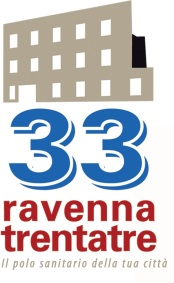 33
ravenna
trentatre
Il polo sanitario della tua città